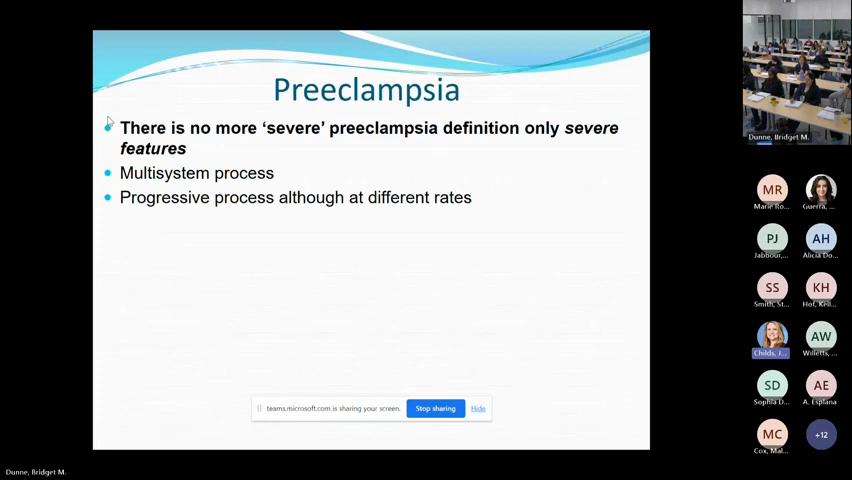 Preeclampsia
There is no more ‘severe’ preeclampsia definition only severe
features
Multisystem process
Progressive process although at different rates
teams.microsoft.com is sharing your screen.
Stop sharing
Hide
Dunne, Bridget M.
MR
Marie Ro...
Guerra, ...
PJ
Jabbour,...
AH
Alicia Do...
SS
Smith, St...
KH
Hof, Kell...
Childs, J...
AW
Willetts, ...
SD
Sophia D...
AE
A. Esplana
MC
Cox, Mal...
+12
Dunne, Bridget M.